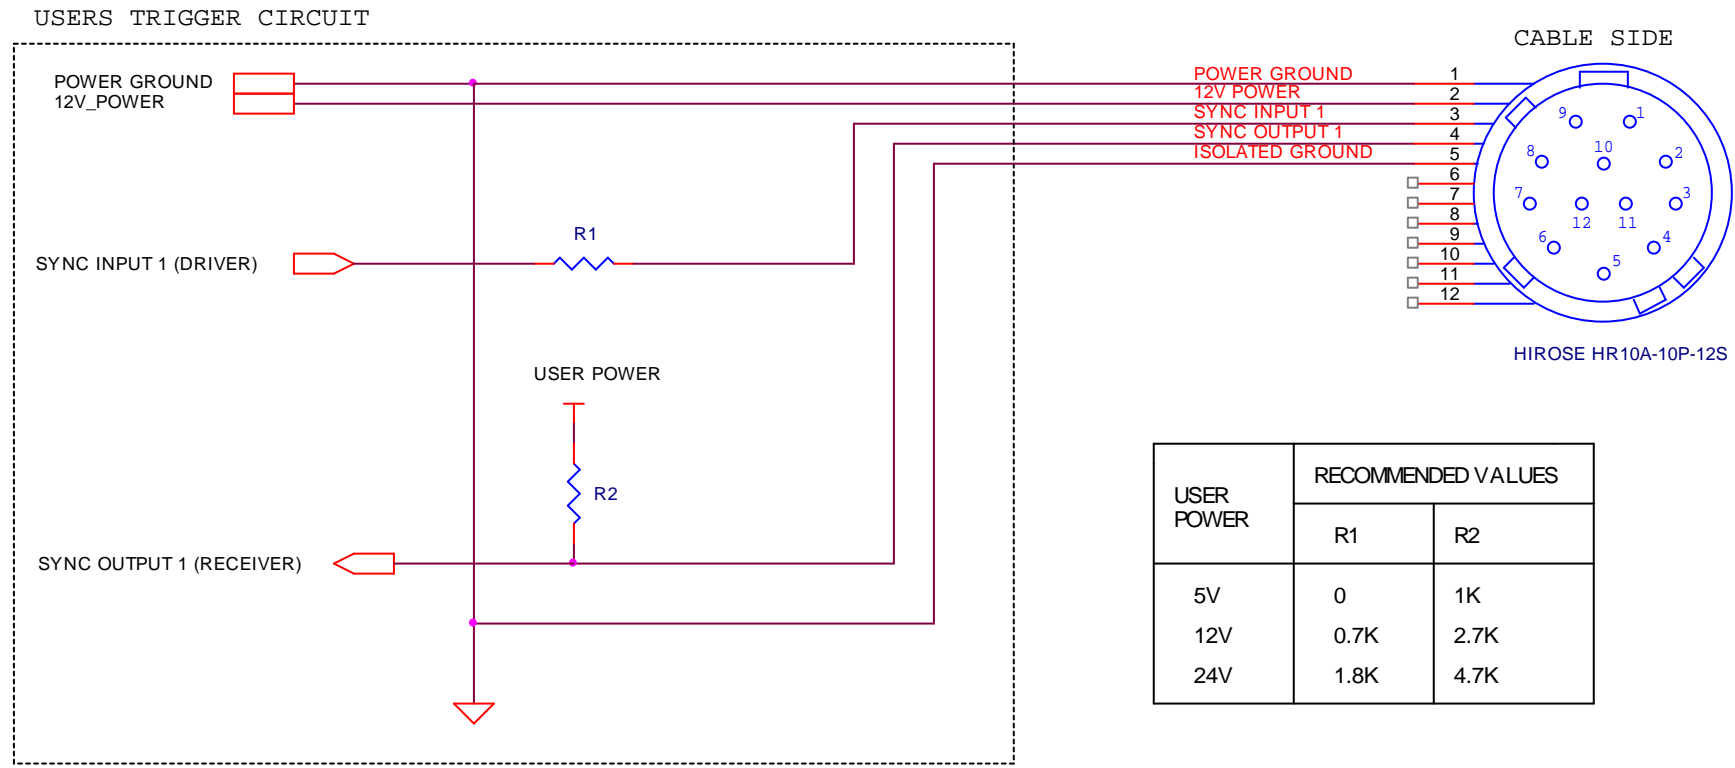 USERS TRIGGER CIRCUIT
CABLE SIDE
POWER GROUND
12V_POWER
POWER GROUND 1
12V POWER 2
SYNC INPUT 1 3
SYNC OUTPUT 1 4
ISOLATED GROUND 5
6
7
8
9
10
11
12
9 1
8 10 2
7 12 11 3
6 4
5
HIROSE HR10A-10P-12S
R1
SYNC INPUT 1 (DRIVER)
USER POWER
R2
SYNC OUTPUT 1 (RECEIVER)
USER POWER
RECOMMENDED VALUES
R1 R2
5V 0 1K
12V 0.7K 2.7K
24V 1.8K 4.7K